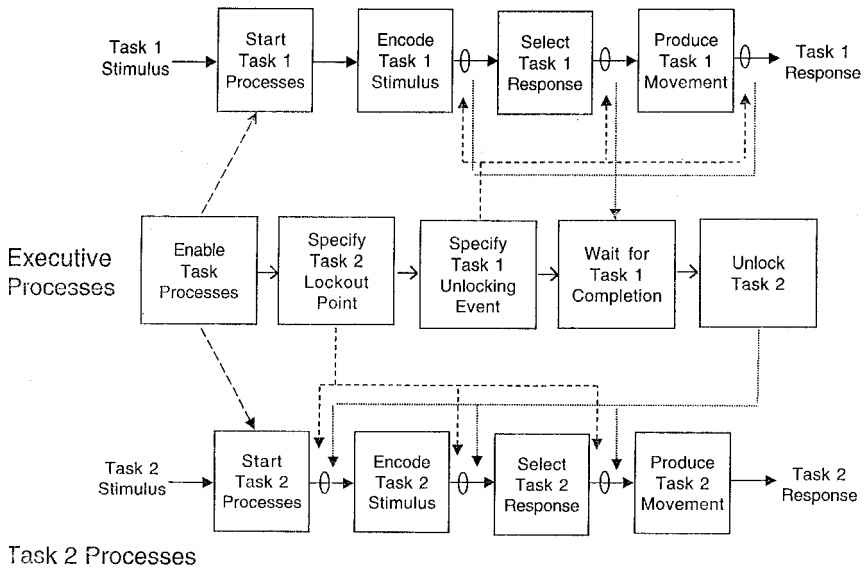 Task 1
Stimulus
Start
Task 1
Processes
Encode
Task 1
Stimulus
Select
Task 1
Response
Produce
Task 1
Movement
Task 1
Response
Executive
Processes
Enable
Task
Processes
Specify
Task 2
Lockout
Point
Specify
Task 1
Unlocking
Event
Wait for
Task 1
Completion
Unlock
Task 2
Task 2
Stimulus
Start
Task 2
Processes
Encode
Task 2
Stimulus
Select
Task 2
Response
Produce
Task 2
Movement
Task 2
Response
Task 2 Processes